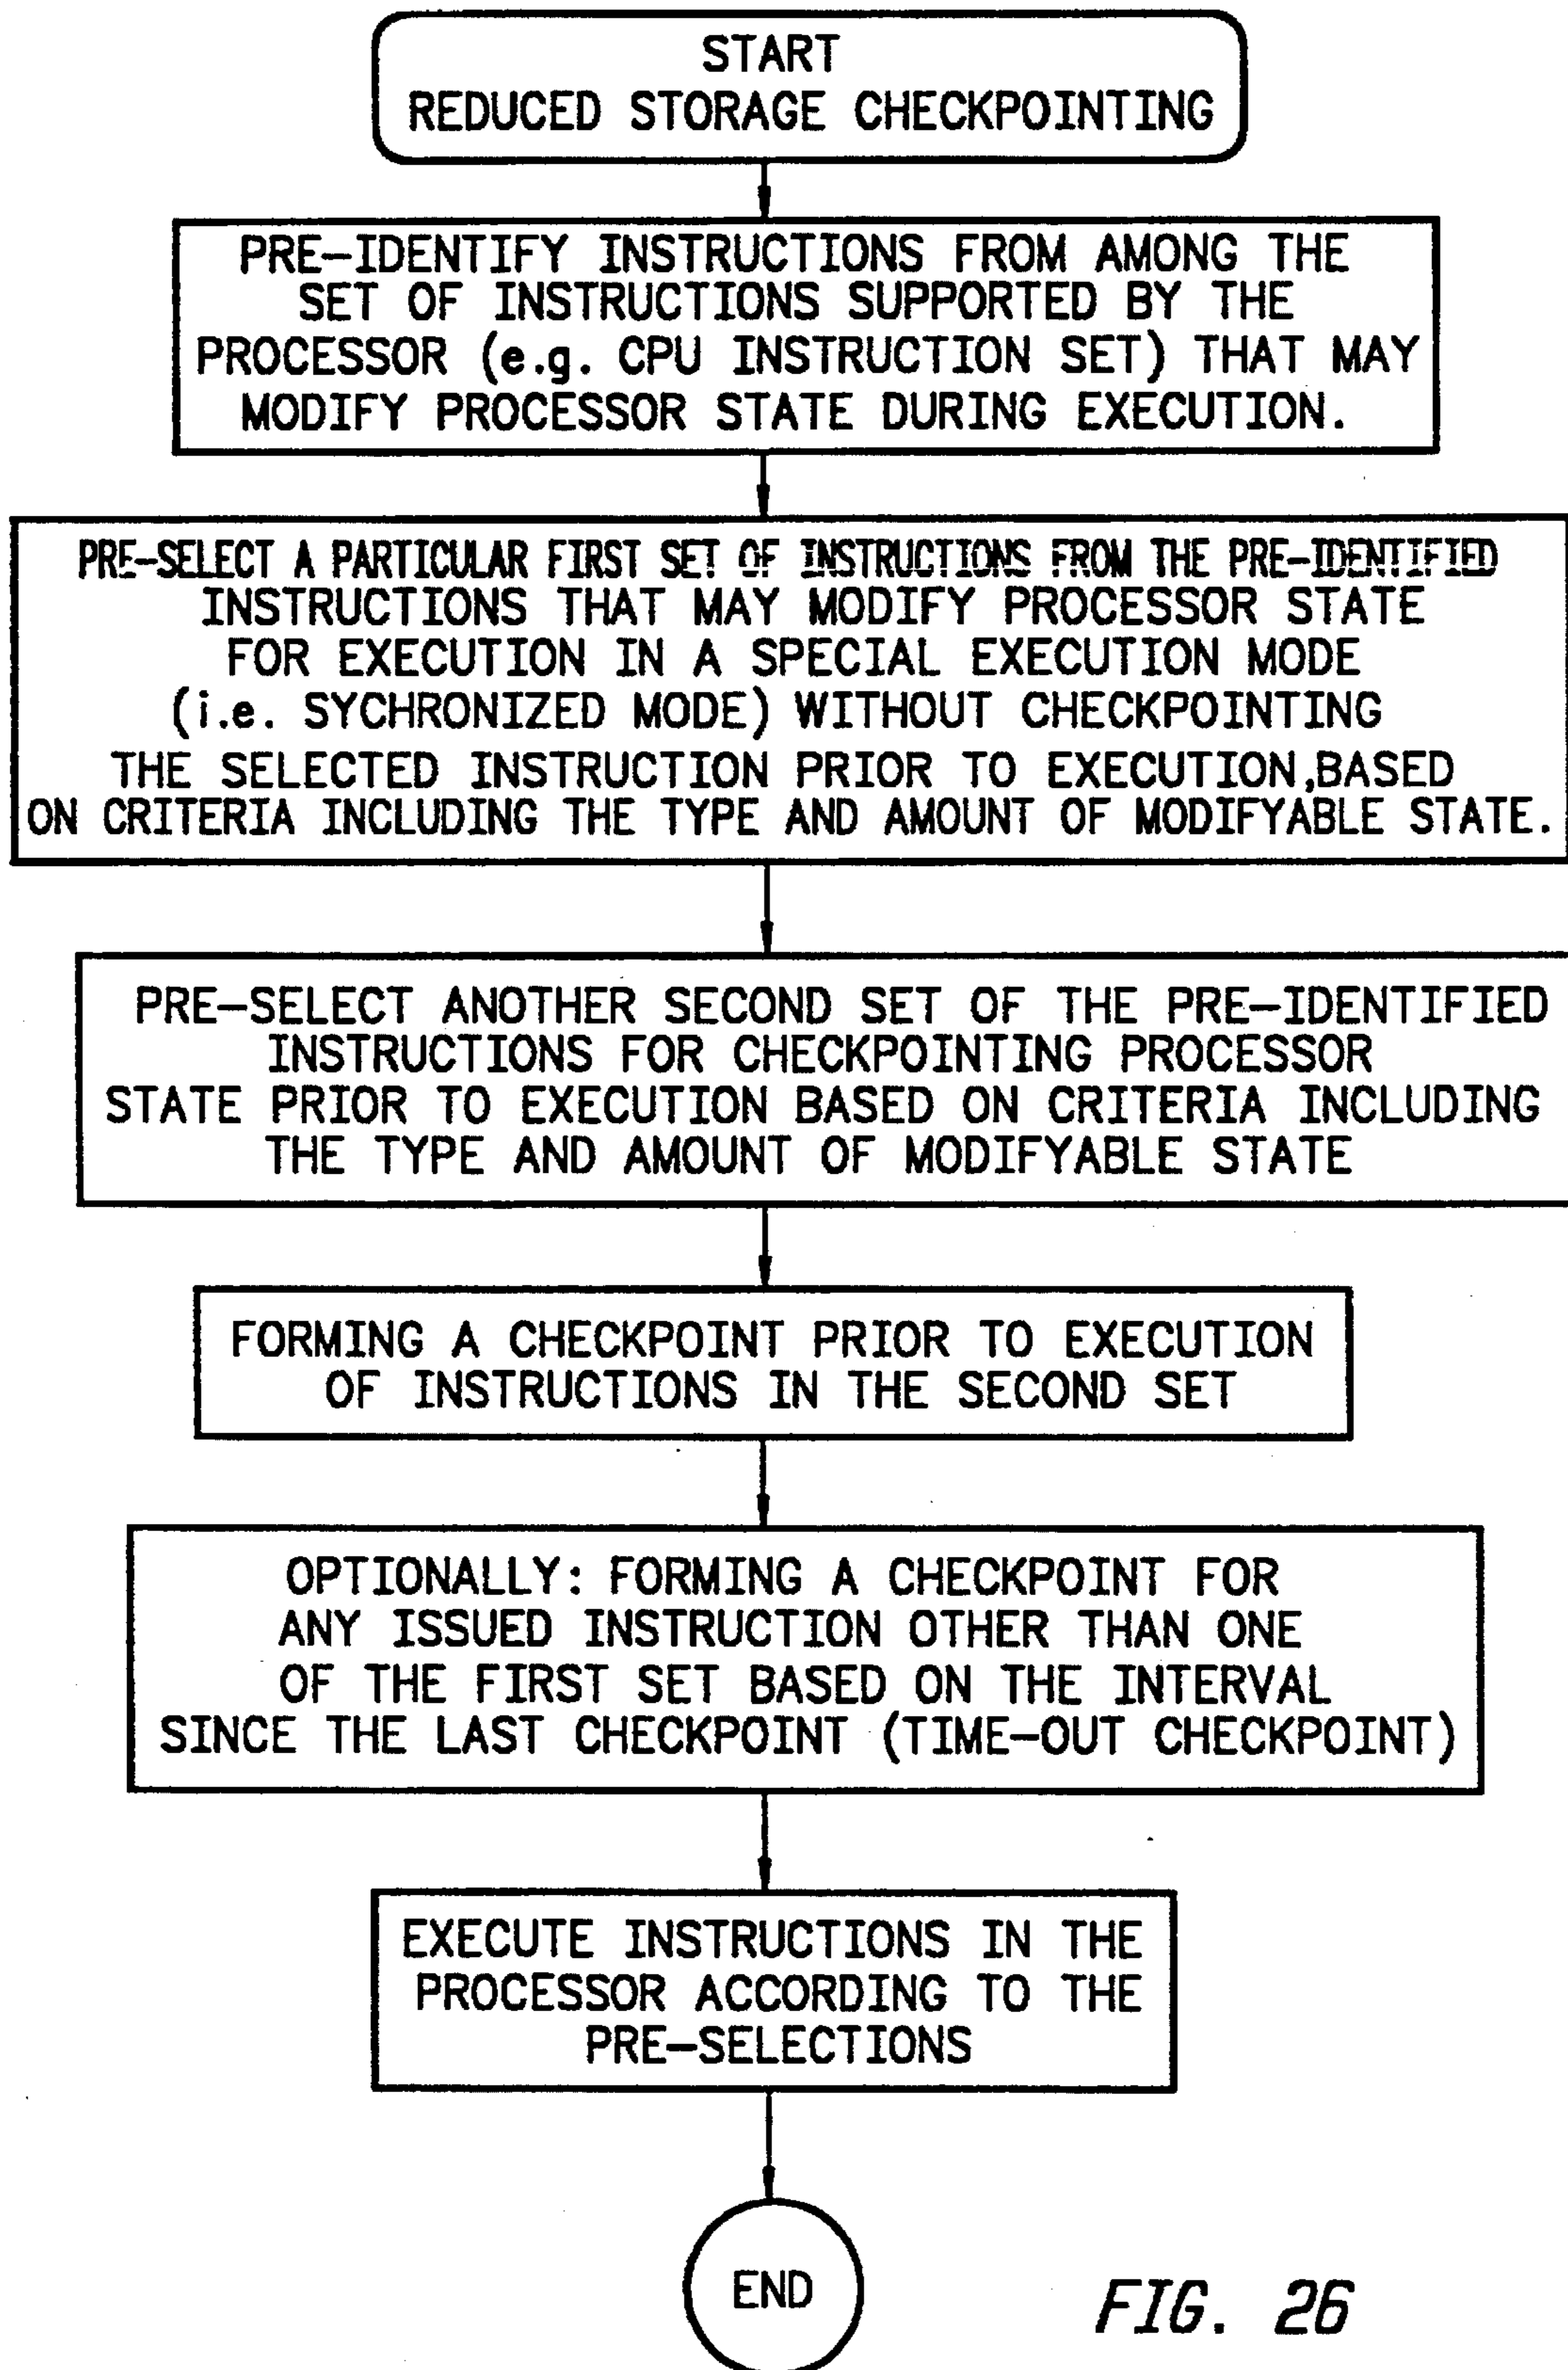 START
REDUCED STORAGE CHECKPOINTING
PRE-IDENTIFY INSTRUCTIONS FROM AMONG THE
SET OF INSTRUCTIONS SUPPORTED BY THE
PROCESSOR (e.g. CPU INSTRUCTION SET) THAT MAY
MODIFY PROCESSOR STATE DURING EXECUTION.
PRE-SELECT A PARTICULAR FIRST SET OF INSTRUCTIONS FROM THE PRE-IDENTIFIED
INSTRUCTIONS THAT MAY MODIFY PROCESSOR STATE
FOR EXECUTION IN A SPECIAL EXECUTION MODE
(i.e. SYCHRONIZED MODE) WITHOUT CHECKPOINTING
THE SELECTED INSTRUCTION PRIOR TO EXECUTION,BASED
ON CRITERIA INCLUDING THE TYPE AND AMOUNT OF MODIFYABLE STATE.
PRE-SELECT ANOTHER SECOND SET OF THE PRE-IDENTIFIED
INSTRUCTIONS FOR CHECKPOINTING PROCESSOR
STATE PRIOR TO EXECUTION BASED ON CRITERIA INCLUDING
THE TYPE AND AMOUNT OF MODIFYABLE STATE
FORMING A CHECKPOINT PRIOR TO EXECUTION
OF INSTRUCTIONS IN THE SECOND SET
OPTIONALLY: FORMING A CHECKPOINT FOR
ANY ISSUED INSTRUCTION OTHER THAN ONE
OF THE FIRST SET BASED ON THE INTERVAL
SINCE THE LAST CHECKPOINT (TIME-OUT CHECKPOINT)
EXECUTE INSTRUCTIONS IN THE
PROCESSOR ACCORDING TO THE
PRE-SELECTIONS
END
FIG. 26